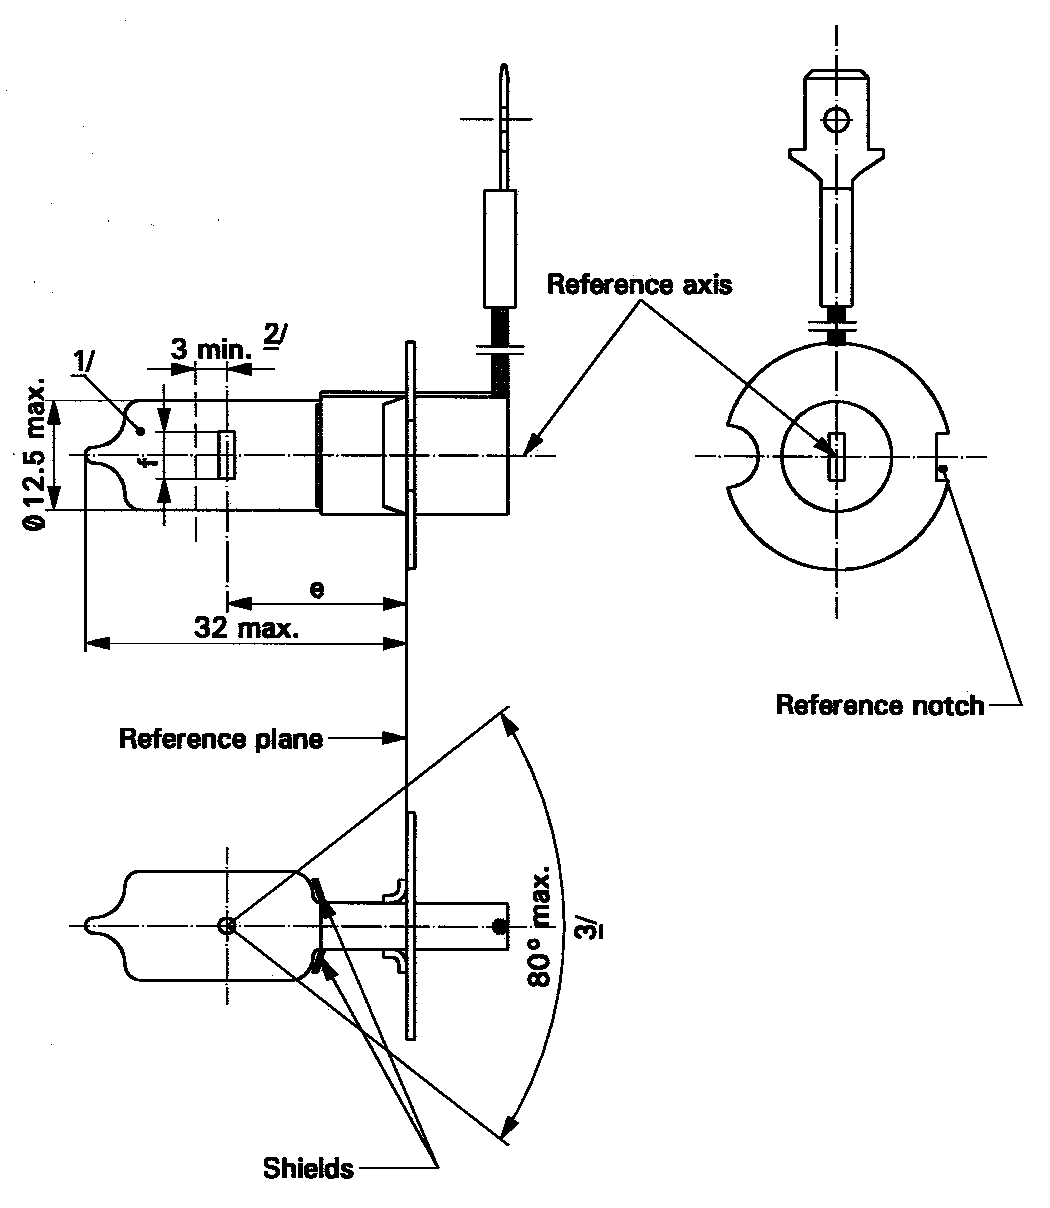 Reference axis
3 min. 2/
1/
Ø 12.5 max.
f
e
32 max.
Reference notch
Reference plane
80° max.
3/
Shields